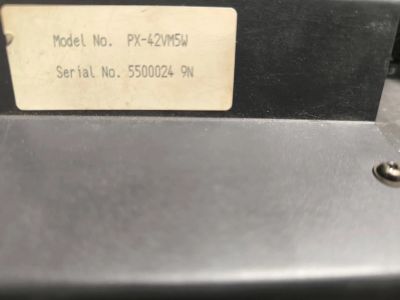 Model No. PX-42VM5W
Serial No. 5500024 9N